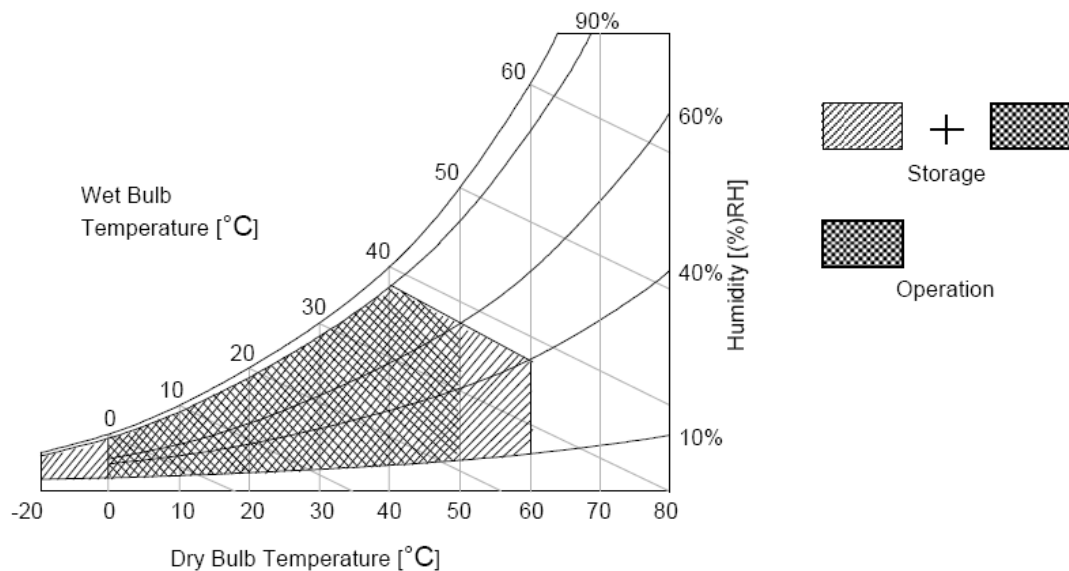 90%
60
60%
50
Storage
Wet Bulb
Temperature [°C]
40
40%
Humidity [(%)RH]
Operation
30
20
10
0
10%
-20 0 10 20 30 40 50 60 70 80
Dry Bulb Temperature [°C]